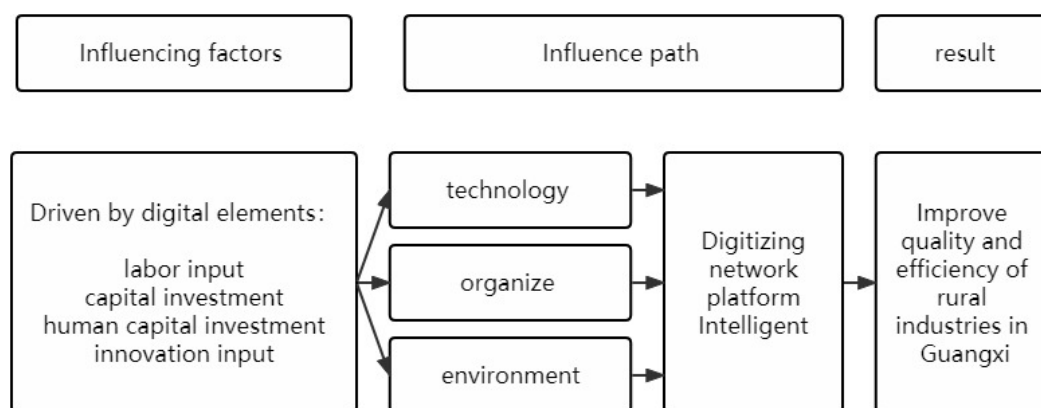 Influencing factors
Influence path
result
Driven by digital elements:
labor input
capital investment
human capital investment
innovation input
technology
organize
environment
Digitizing
network
platform
Intelligent
Improve
quality and
efficiency of
rural
industries in
Guangxi